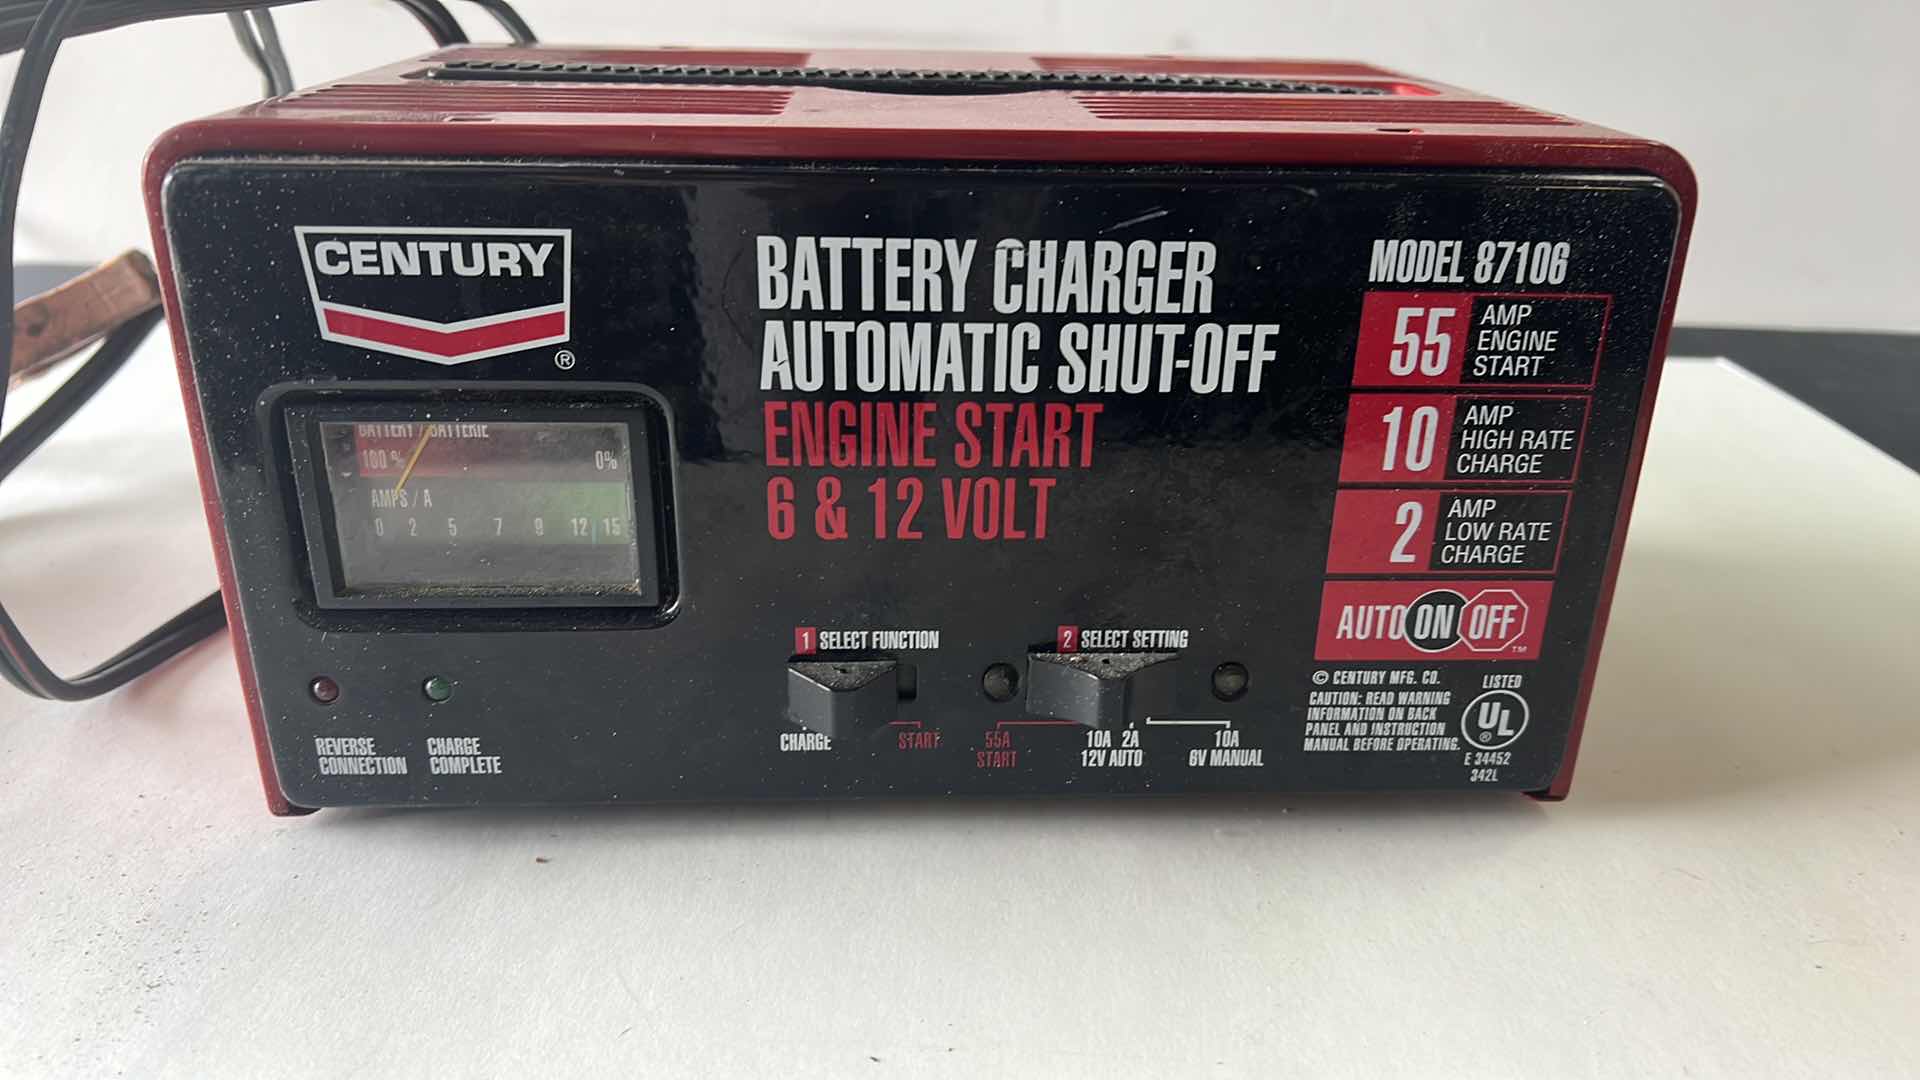 CENTURY
®
BATTERY / BATTERIE
100 %
0%
AMPS / A
0 2 5 7 9 12 15
REVERSE
CONNECTION
CHARGE
COMPLETE
BATTERY CHARGER
AUTOMATIC SHUT-OFF
ENGINE START
6 & 12 VOLT
1 SELECT FUNCTION
CHARGE
START
2 SELECT SETTING
55A
START
10A 2A
12V AUTO
10A
6V MANUAL
MODEL 87106
55 AMP
ENGINE
START
10 AMP
HIGH RATE
CHARGE
2 AMP
LOW RATE
CHARGE
AUTO ON OFF
TM
© CENTURY MFG. CO.
CAUTION: READ WARNING
INFORMATION ON BACK
PANEL AND INSTRUCTION
MANUAL BEFORE OPERATING.
LISTED
UL
®
E 34452
342L